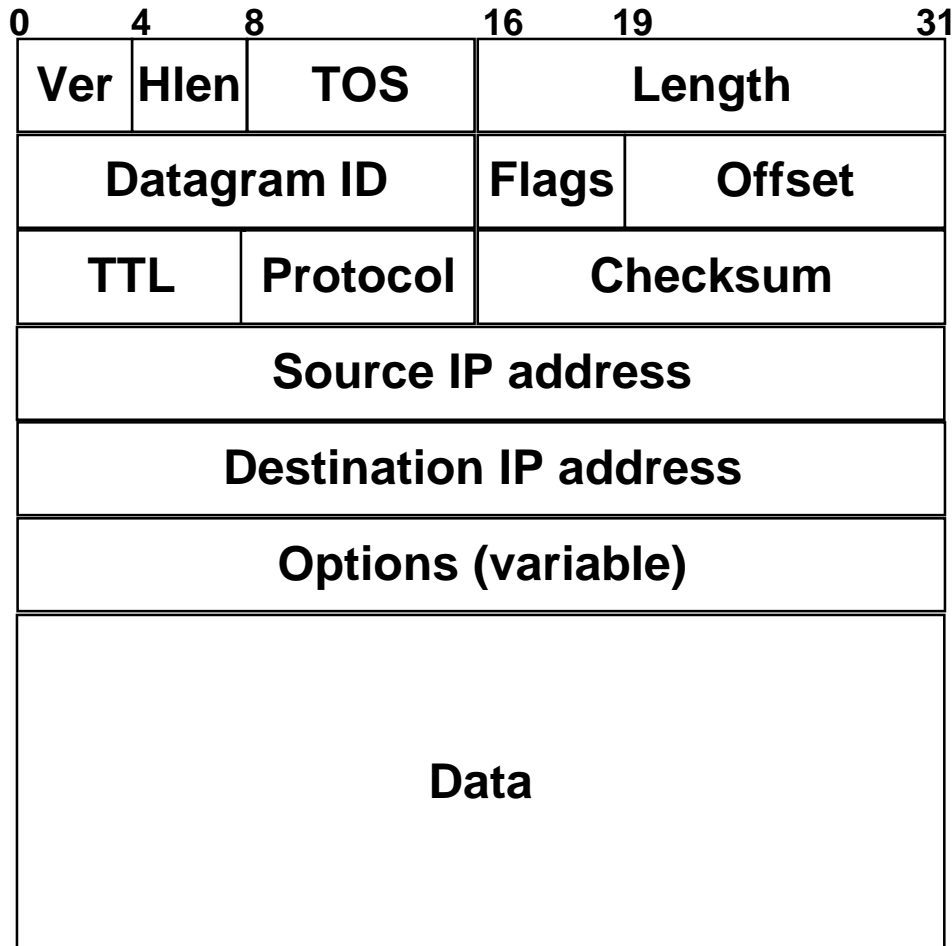 0 4 8 16 19 31
Ver Hlen TOS Length
Datagram ID Flags Offset
TTL Protocol Checksum
Source IP address
Destination IP address
Options (variable)
Data